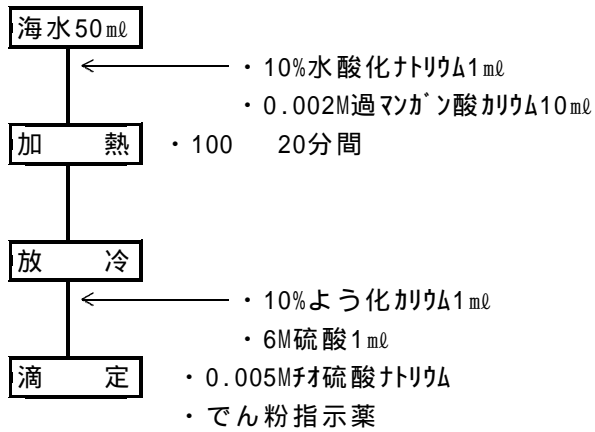 海水50㎖
・10%水酸化ﾅﾄﾘｳﾑ1㎖
・0.002M過ﾏﾝｶﾞﾝ酸ｶﾘｳﾑ10㎖
加　熱　・100　20分間
放　冷
・10%よう化ｶﾘｳﾑ1㎖
・6M硫酸1㎖
滴　定　・0.005Mﾁｵ硫酸ﾅﾄﾘｳﾑ
・でん粉指示薬